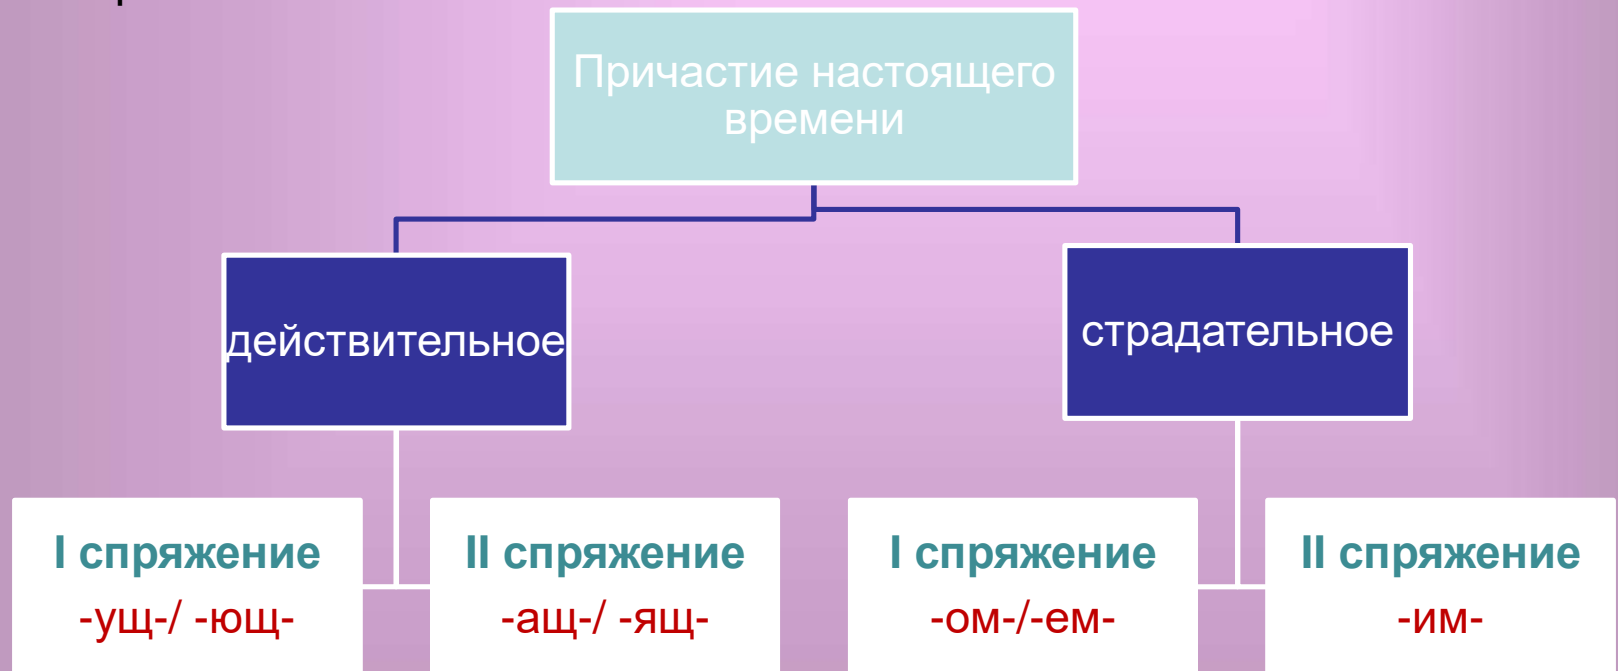 Причастие настоящего
времени
действительное
страдательное
I спряжение
-ущ-/ -ющ-
II спряжение
-ащ-/ -ящ-
I спряжение
-ом-/-ем-
II спряжение
-им-